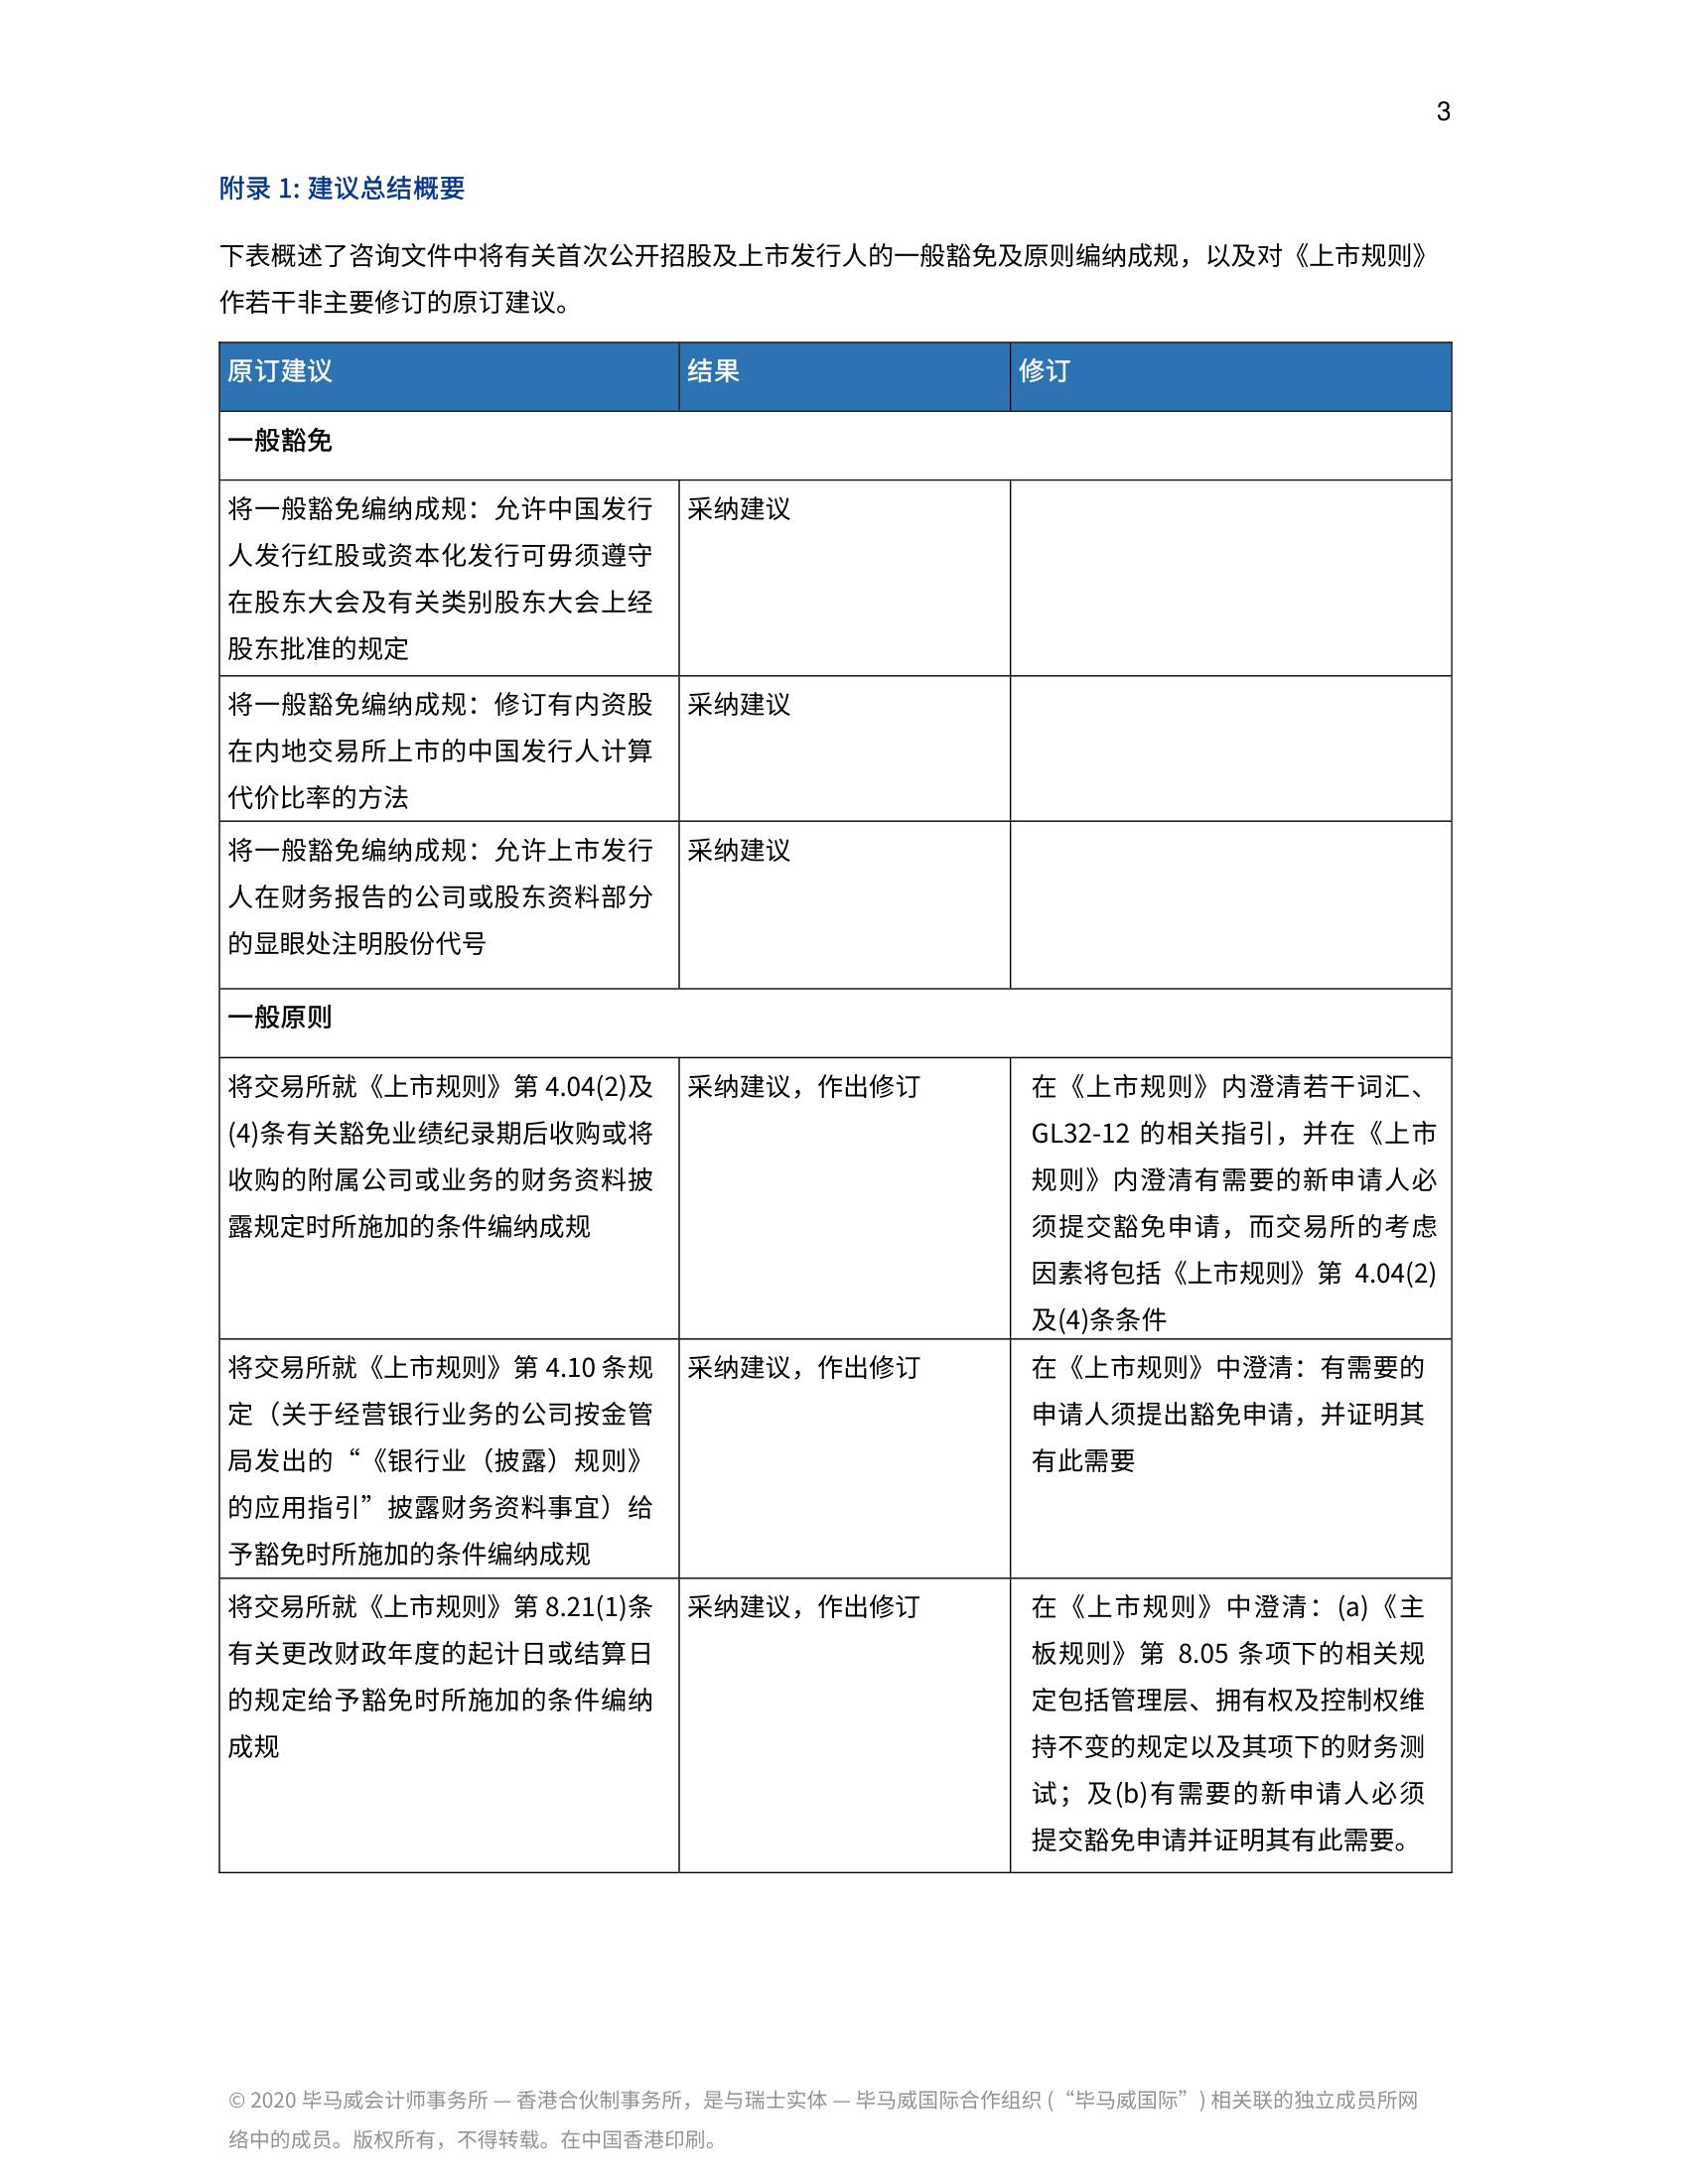 3
附录 1: 建议总结概要
下表概述了咨询文件中将有关首次公开招股及上市发行人的一般豁免及原则编纳成规，以及对《上市规则》
作若干非主要修订的原订建议。
原订建议
结果
修订
一般豁免
将一般豁免编纳成规：允许中国发行
人发行红股或资本化发行可毋须遵守
在股东大会及有关类别股东大会上经
股东批准的规定
采纳建议
将一般豁免编纳成规：修订有内资股
在内地交易所上市的中国发行人计算
代价比率的方法
采纳建议
将一般豁免编纳成规：允许上市发行
人在财务报告的公司或股东资料部分
的显眼处注明股份代号
采纳建议
一般原则
将交易所就《上市规则》第 4.04(2)及
(4)条有关豁免业绩纪录期后收购或将
收购的附属公司或业务的财务资料披
露规定时所施加的条件编纳成规
采纳建议，作出修订
在《上市规则》内澄清若干词汇、
GL32-12 的相关指引，并在《上市
规则》内澄清有需要的新申请人必
须提交豁免申请，而交易所的考虑
因素将包括《上市规则》第 4.04(2)
及(4)条条件
将交易所就《上市规则》第 4.10 条规
定（关于经营银行业务的公司按金管
局发出的“《银行业（披露）规则》
的应用指引”披露财务资料事宜）给
予豁免时所施加的条件编纳成规
采纳建议，作出修订
在《上市规则》中澄清：有需要的
申请人须提出豁免申请，并证明其
有此需要
将交易所就《上市规则》第 8.21(1)条
有关更改财政年度的起计日或结算日
的规定给予豁免时所施加的条件编纳
成规
采纳建议，作出修订
在《上市规则》中澄清：(a)《主
板规则》第 8.05 条项下的相关规
定包括管理层、拥有权及控制权维
持不变的规定以及其项下的财务测
试；及(b)有需要的新申请人必须
提交豁免申请并证明其有此需要。
© 2020 毕马威会计师事务所 — 香港合伙制事务所，是与瑞士实体 — 毕马威国际合作组织 (“毕马威国际”) 相关联的独立成员所网
络中的成员。版权所有，不得转载。在中国香港印刷。